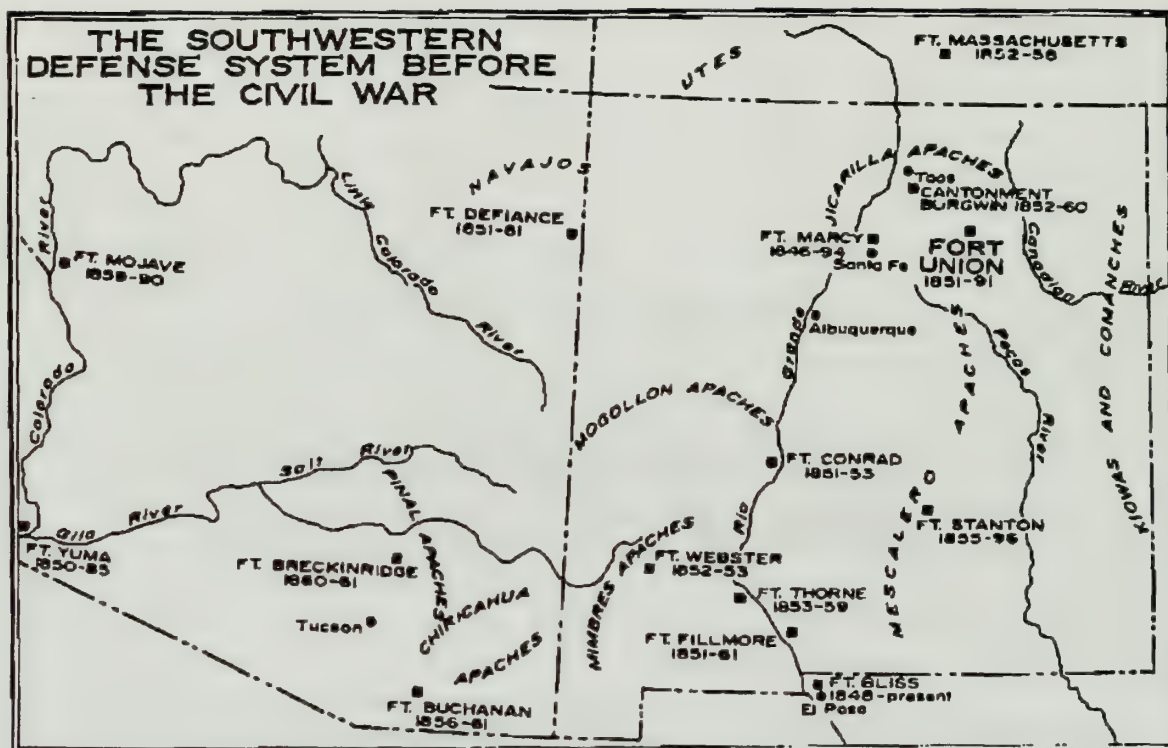 THE SOUTHWESTERN
DEFENSE SYSTEM BEFORE
THE CIVIL WAR
UTES
FT. MASSACHUSETTS
1852-58
NAVAJOS
JICARILLA APACHES
Taos
CANTONMENT
BURGWIN 1852-60
FT. DEFIANCE
1851-61
FT. MARCY
1846-94
Santa Fe
FORT
UNION
1851-91
Canadian River
KIOWAS AND COMANCHES
Little Colorado River
FT. MOJAVE
1859-90
Colorado River
Albuquerque
Rio Grande
Pecos River
MESCALERO APACHES
MOGOLLON APACHES
FT. CONRAD
1851-53
Salt River
Gila River
PINAL APACHES
FT. STANTON
1855-96
FT. YUMA
1850-85
FT. BRECKINRIDGE
1860-61
MIMBRES APACHES
FT. WEBSTER
1852-53
FT. THORNE
1853-59
CHIRICAHUA
APACHES
Tucson
FT. FILLMORE
1851-61
FT. BUCHANAN
1856-61
FT. BLISS
1848-present
El Paso